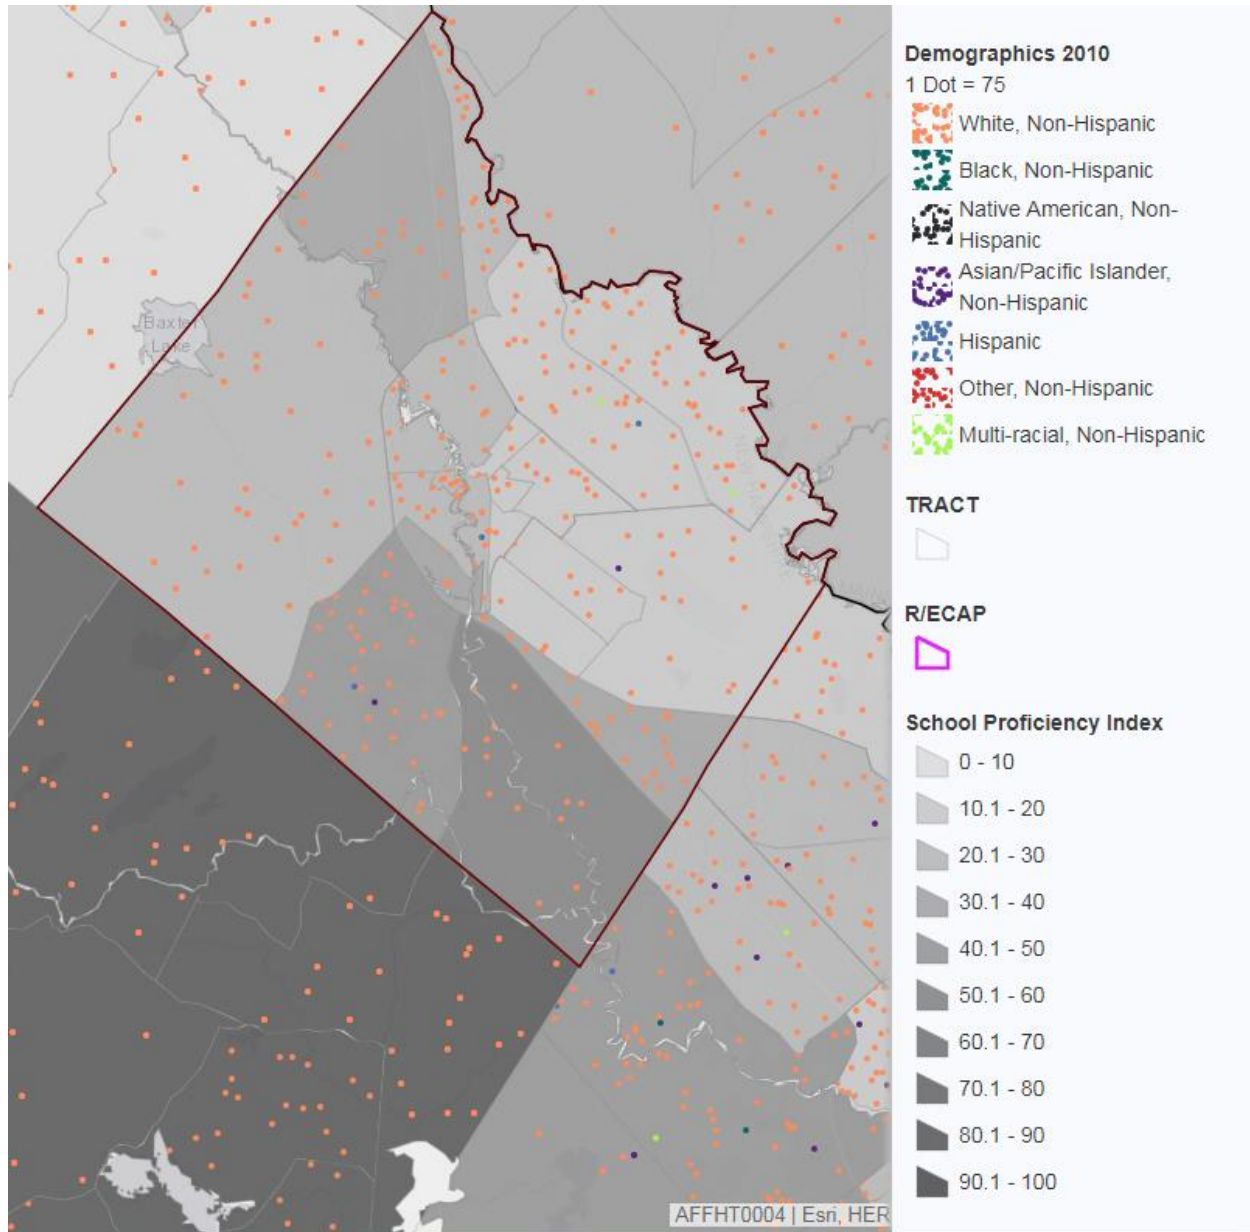 Demographics 2010
1 Dot = 75
White, Non-Hispanic
Black, Non-Hispanic
Native American, Non-
Hispanic
Asian/Pacific Islander,
Non-Hispanic
Hispanic
Other, Non-Hispanic
Multi-racial, Non-Hispanic
TRACT
R/ECAP
School Proficiency Index
0 - 10
10.1 - 20
20.1 - 30
30.1 - 40
40.1 - 50
50.1 - 60
60.1 - 70
70.1 - 80
80.1 - 90
90.1 - 100
Baxter
Lake
AFFHT0004 | Esri, HER